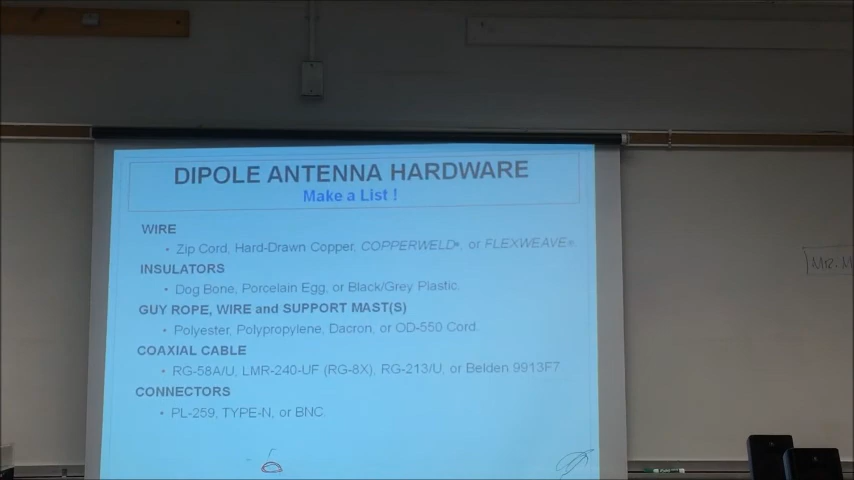 DIPOLE ANTENNA HARDWARE
Make a List !
WIRE
• Zip Cord, Hard-Drawn Copper, COPPERWELD®, or FLEXWEAVE®
INSULATORS
• Dog Bone, Porcelain Egg, or Black/Grey Plastic.
GUY ROPE, WIRE and SUPPORT MAST(S)
• Polyester, Polypropylene, Dacron, or OD-550 Cord.
COAXIAL CABLE
• RG-58A/U, LMR-240-UF (RG-8X), RG-213/U, or Belden 9913F7
CONNECTORS
• PL-259, TYPE-N, or BNC.
MR.